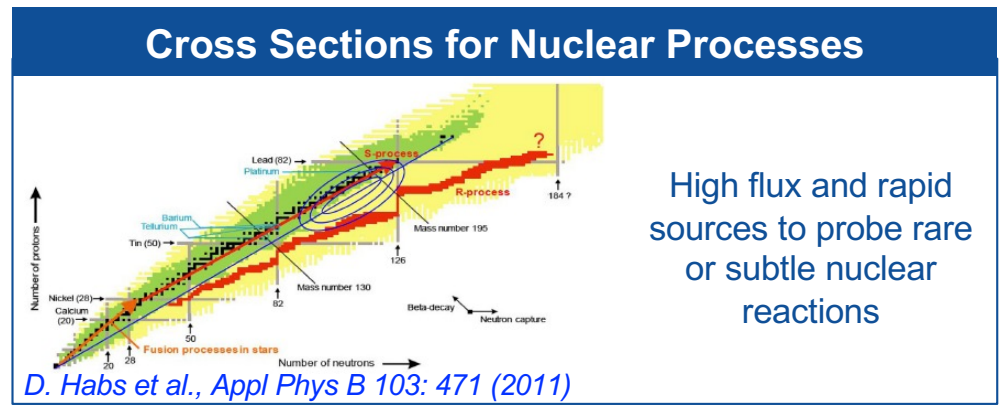 Cross Sections for Nuclear Processes
Lead (82)
Platinum
S-process
?
R-process
184 ?
Barium
Tellurium
Tin (50)
Mass number 195
126
Number of protons
Mass number 130
82
Nickel (28)
Calcium
(20)
Beta-decay
Neutron capture
50
Fusion processes in stars
20
28
Number of neutrons
High flux and rapid
sources to probe rare
or subtle nuclear
reactions
D. Habs et al., Appl Phys B 103: 471 (2011)